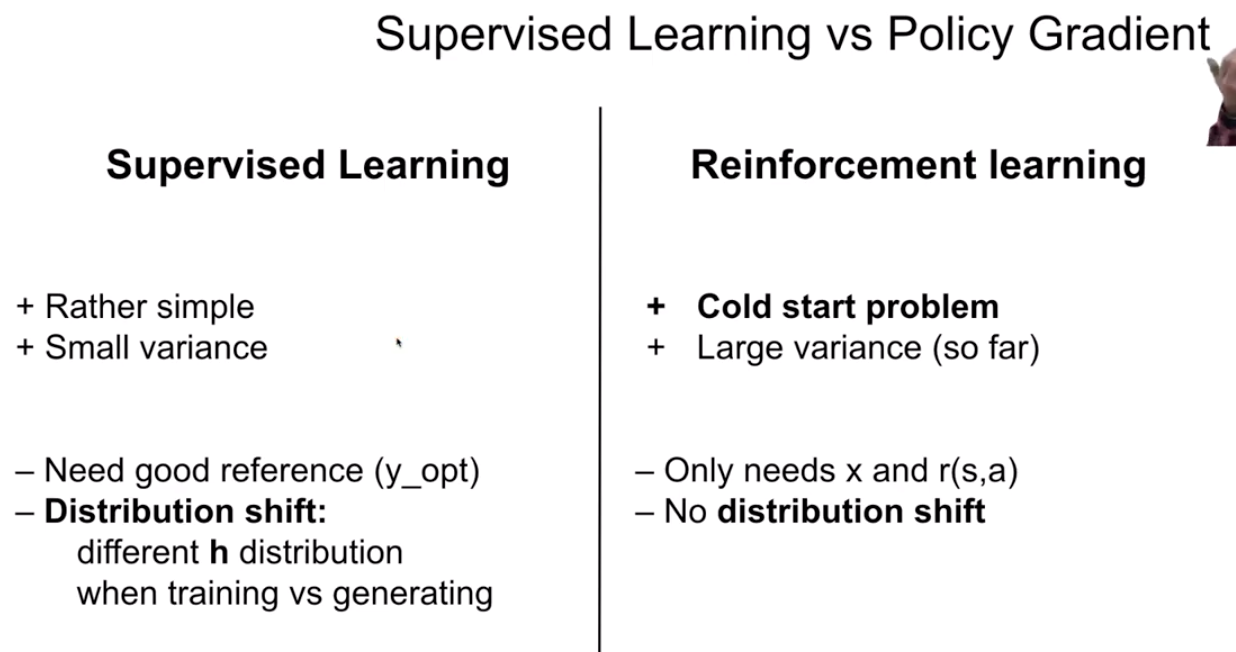 Supervised Learning vs Policy Gradient
Supervised Learning
+ Rather simple
+ Small variance
– Need good reference (y_opt)
– Distribution shift:
different h distribution
when training vs generating
Reinforcement learning
+ Cold start problem
+ Large variance (so far)
– Only needs x and r(s,a)
– No distribution shift